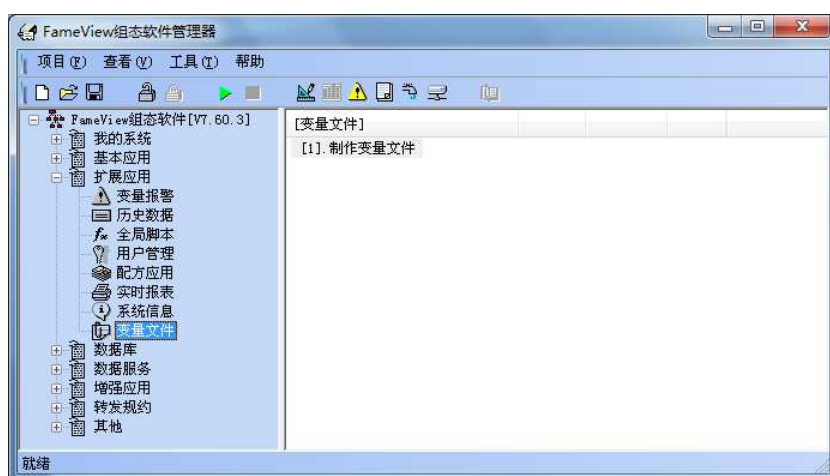 FameView组态软件管理器
项目(P) 查看(V) 工具(T) 帮助
FameView组态软件[V7.60.3]
我的系统
基本应用
扩展应用
变量报警
历史数据
全局脚本
用户管理
配方应用
实时报表
系统信息
变量文件
数据库
数据服务
增强应用
转发规约
其他
[变量文件]
[1].制作变量文件
就绪